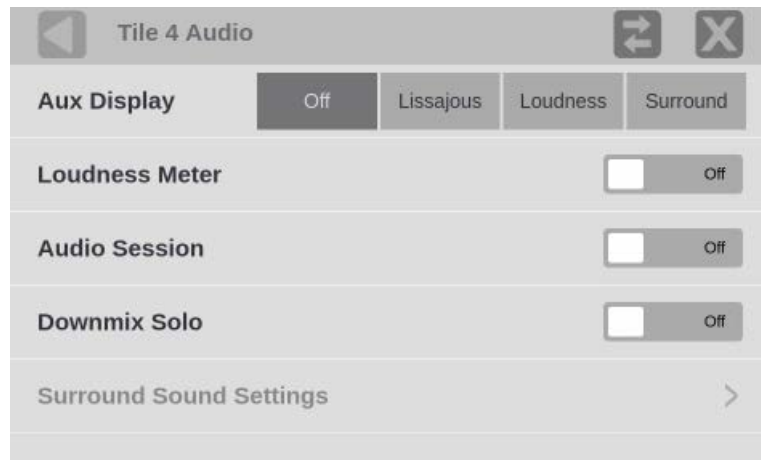 Tile 4 Audio
Aux Display Off Lissajous Loudness Surround
Loudness Meter Off
Audio Session Off
Downmix Solo Off
Surround Sound Settings